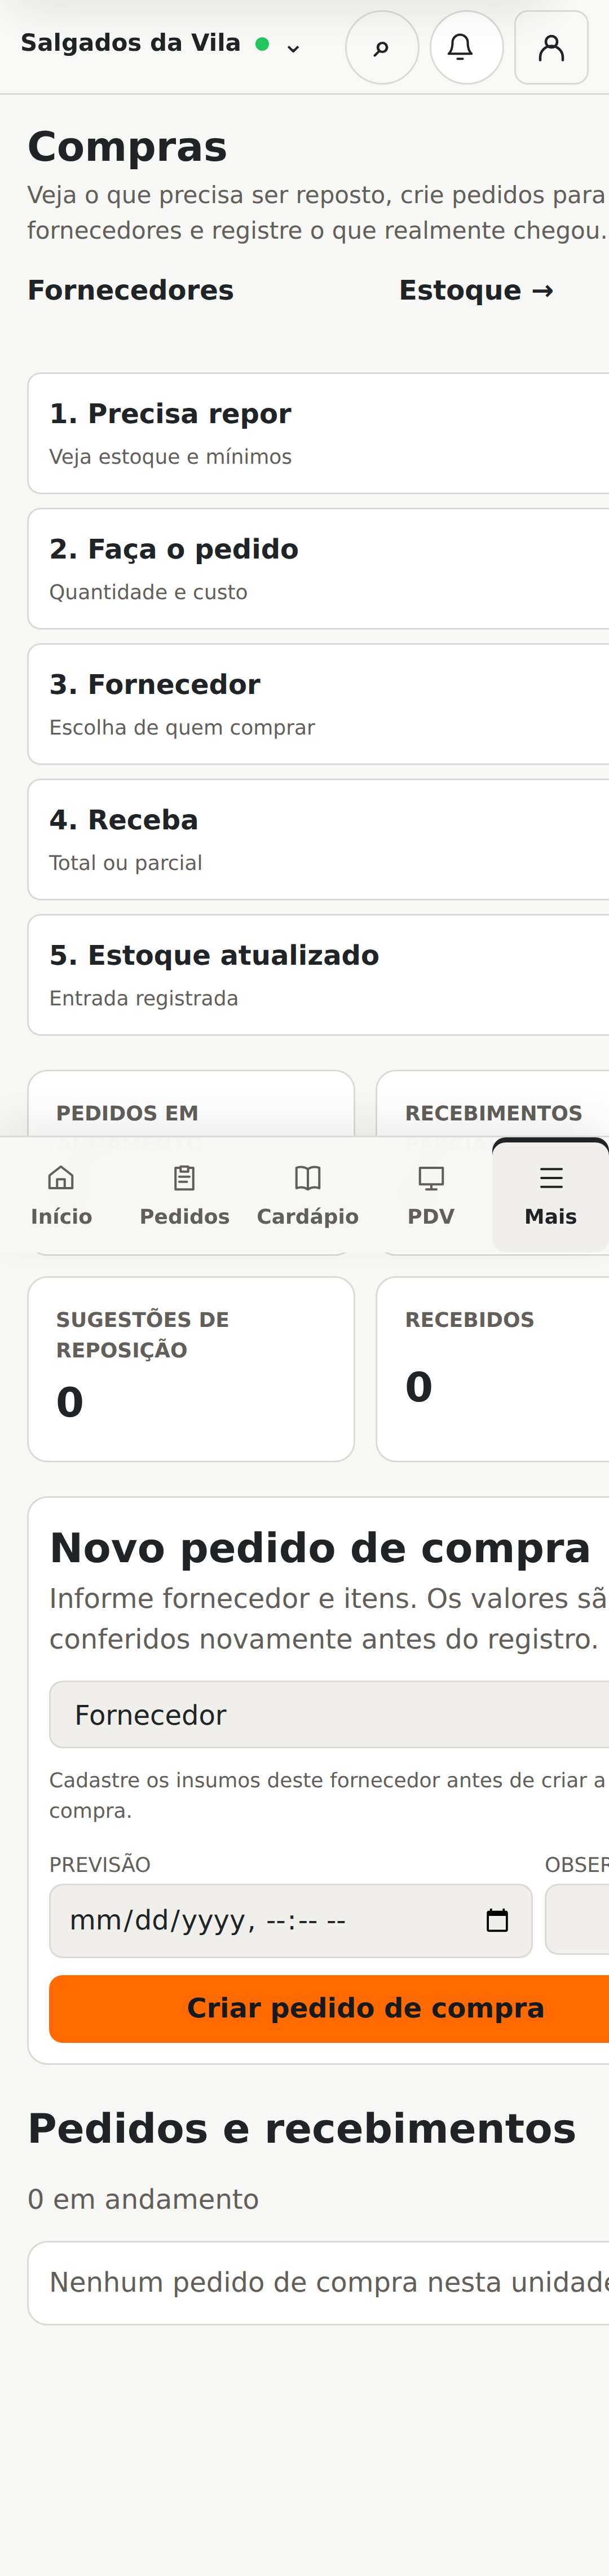 Salgados da Vila
Compras
Veja o que precisa ser reposto, crie pedidos para
fornecedores e registre o que realmente chegou.
Fornecedores
Estoque →
1. Precisa repor
Veja estoque e mínimos
2. Faça o pedido
Quantidade e custo
3. Fornecedor
Escolha de quem comprar
4. Receba
Total ou parcial
5. Estoque atualizado
Entrada registrada
PEDIDOS EM
RECEBIMENTOS
Início
Pedidos
Cardápio
PDV
Mais
SUGESTÕES DE
REPOSIÇÃO
0
RECEBIDOS
0
Novo pedido de compra
Informe fornecedor e itens. Os valores sã
conferidos novamente antes do registro.
Fornecedor
Cadastre os insumos deste fornecedor antes de criar a
compra.
PREVISÃO
OBSER
mm/dd/yyyy, --:-- --
Criar pedido de compra
Pedidos e recebimentos
0 em andamento
Nenhum pedido de compra nesta unidade